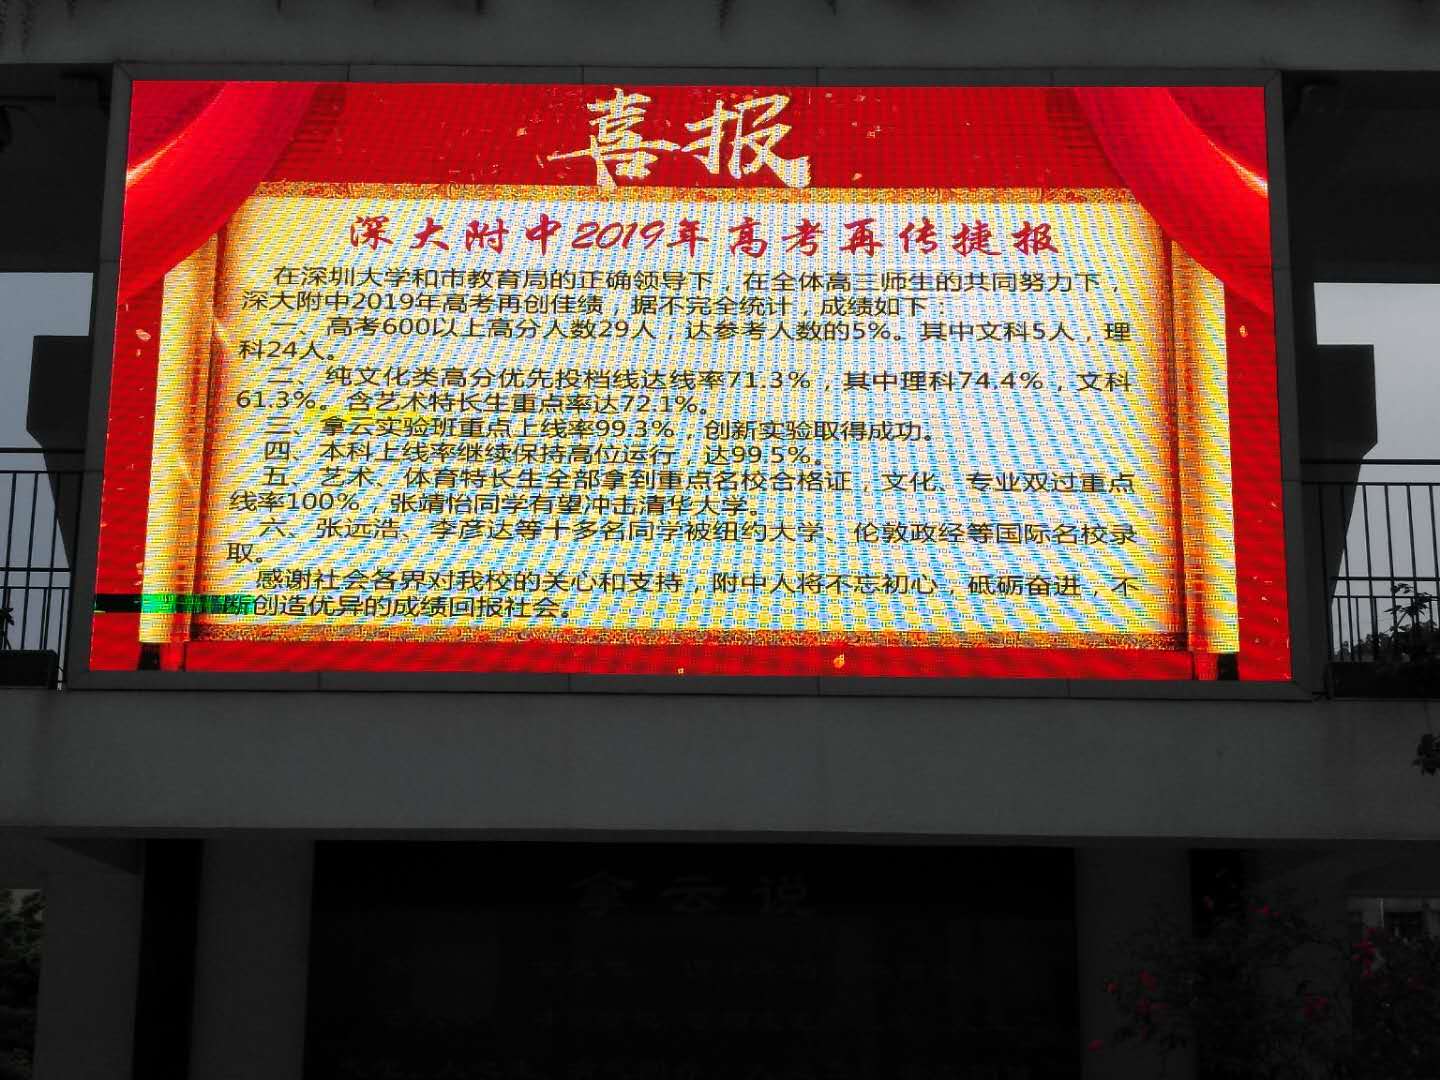 喜报
深大附中2019年高考再传捷报
在深圳大学和市教育局的正确领导下，在全体高三师生的共同努力下，
深大附中2019年高考再创佳绩，据不完全统计，成绩如下：
一、高考600以上高分人数29人，达参考人数的5%。其中文科5人，理
科24人。
二、纯文化类高分优先投档线达线率71.3%，其中理科74.4%，文科
61.3%。含艺术特长生重点率达72.1%。
三、拿云实验班重点上线率99.3%，创新实验取得成功。
四、本科上线率继续保持高位运行，达99.5%。
五、艺术、体育特长生全部拿到重点名校合格证，文化、专业双过重点
线率100%，张靖怡同学有望冲击清华大学。
六、张远浩、李彦达等十多名同学被纽约大学、伦敦政经等国际名校录
取。
感谢社会各界对我校的关心和支持，附中人将不忘初心，砥砺奋进，不
断创造优异的成绩回报社会。
拿云说